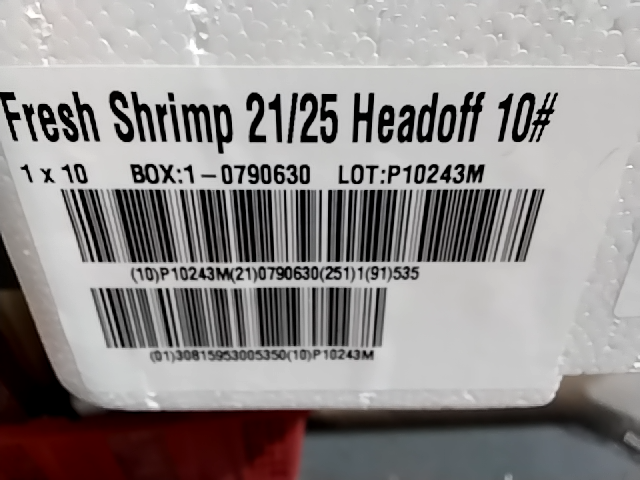 Fresh Shrimp 21/25 Headoff 10#
1 x 10 BOX:1-0790630 LOT:P10243M
(10)P10243M(21)0790630(251)1(91)535
(01)30815953005350(10)P10243M